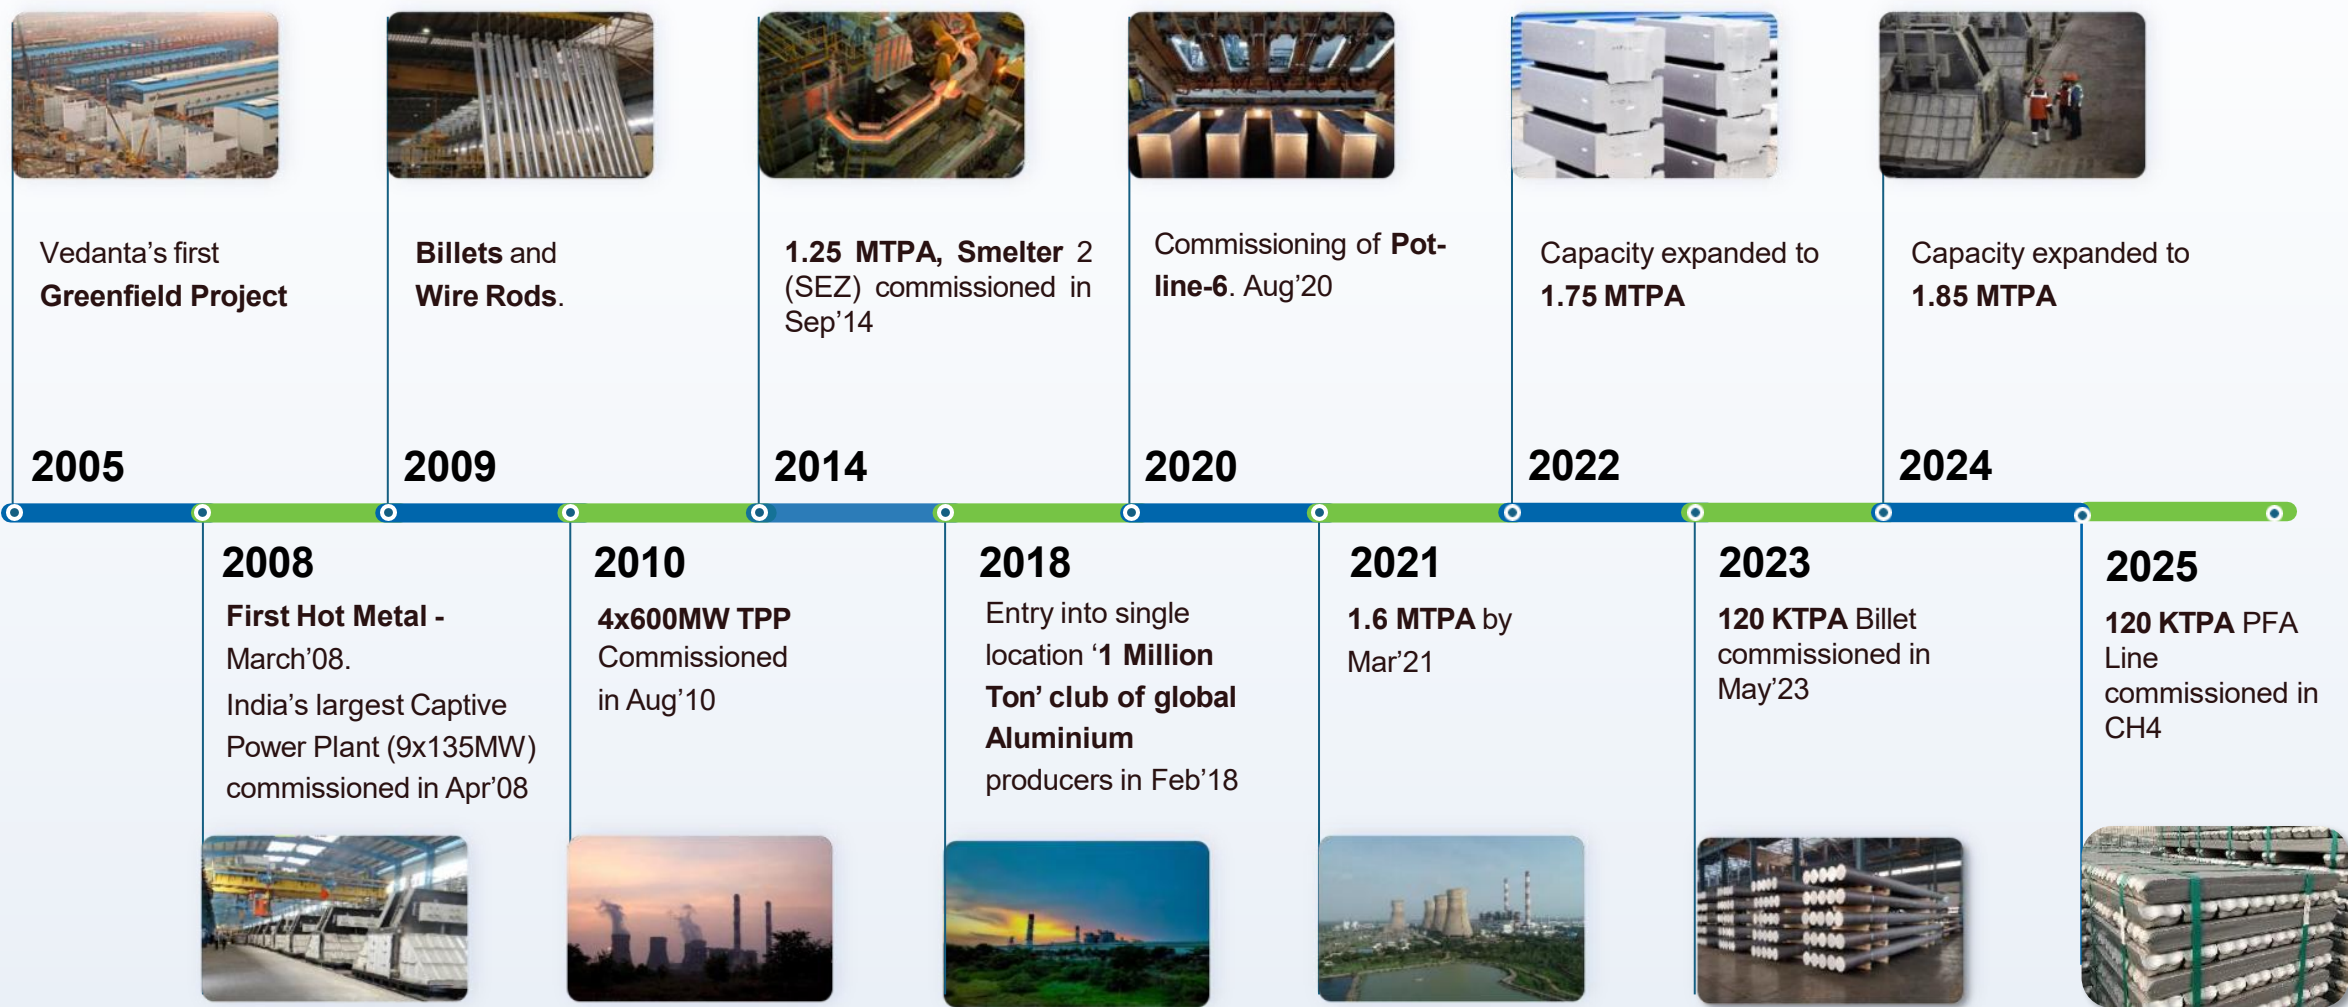 Vedanta’s first
Greenfield Project
2005
Billets and
Wire Rods.
2009
1.25 MTPA, Smelter 2
(SEZ) commissioned in
Sep’14
2014
Commissioning of Pot-
line-6. Aug’20
2020
Capacity expanded to
1.75 MTPA
2022
Capacity expanded to
1.85 MTPA
2024
2008
First Hot Metal -
March’08.
India’s largest Captive
Power Plant (9x135MW)
commissioned in Apr’08
2010
4x600MW TPP
Commissioned
in Aug’10
2018
Entry into single
location ‘1 Million
Ton’ club of global
Aluminium
producers in Feb’18
2021
1.6 MTPA by
Mar’21
2023
120 KTPA Billet
commissioned in
May’23
2025
120 KTPA PFA
Line
commissioned in
CH4